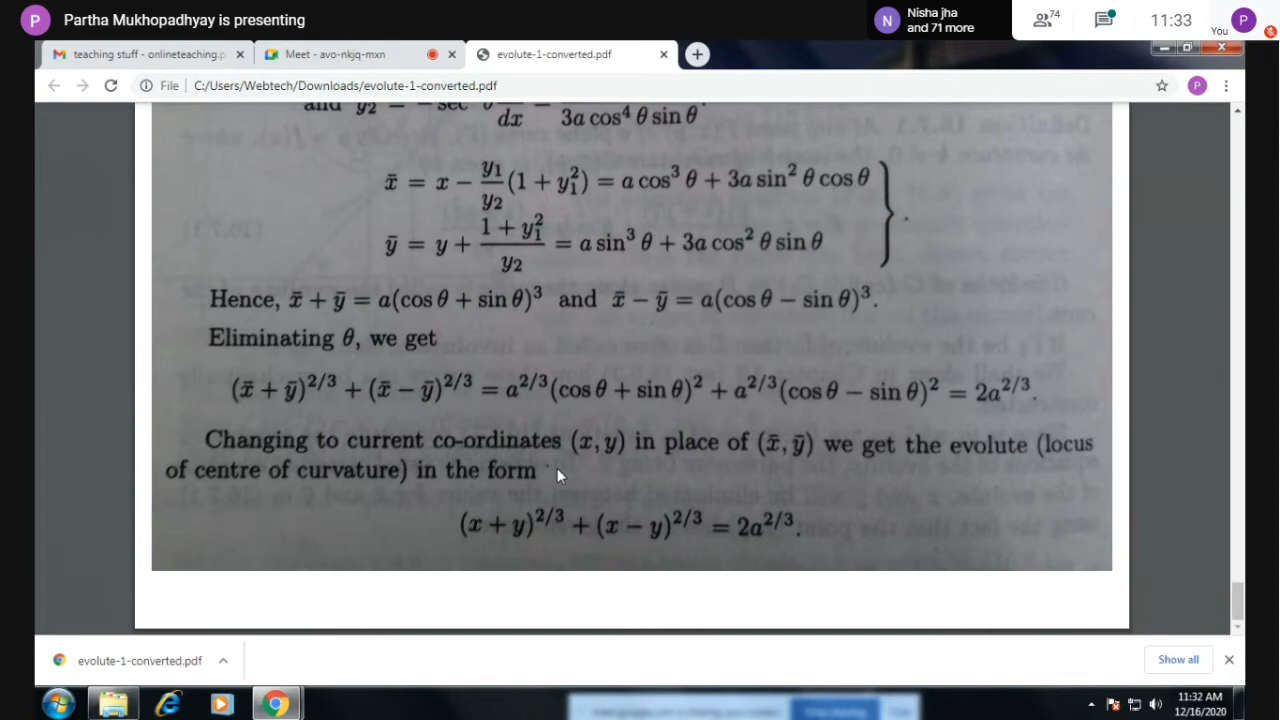 Partha Mukhopadhyay is presenting
Nisha jha
and 71 more
74
11:33
You
teaching stuff - onlineteaching.p
Meet - avo-nkjq-mxn
evolute-1-converted.pdf
File C:/Users/Webtech/Downloads/evolute-1-converted.pdf
and y₂ = − sec θ/dx = /3a cos⁴ θ sin θ
x̄ = x − y₁/y₂ (1 + y₁²) = a cos³ θ + 3a sin² θ cos θ
ȳ = y + (1 + y₁²)/y₂ = a sin³ θ + 3a cos² θ sin θ } .
Hence, x̄ + ȳ = a(cos θ + sin θ)³ and x̄ − ȳ = a(cos θ − sin θ)³.
Eliminating θ, we get
(x̄ + ȳ)^2/3 + (x̄ − ȳ)^2/3 = a^2/3(cos θ + sin θ)² + a^2/3(cos θ − sin θ)² = 2a^2/3.
Changing to current co-ordinates (x, y) in place of (x̄, ȳ) we get the evolute (locus
of centre of curvature) in the form
(x + y)^2/3 + (x − y)^2/3 = 2a^2/3.
evolute-1-converted.pdf
Show all
11:32 AM
12/16/2020